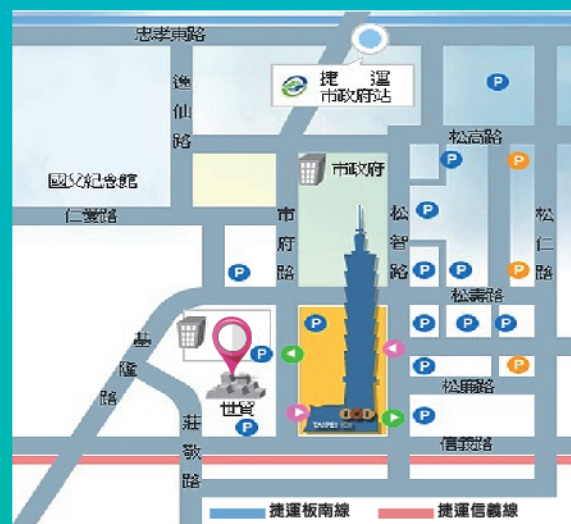 忠孝東路
捷運
市政府站
逸仙路
P
松高路
市政府
P
P
國父紀念館
仁愛路
市府路
松智路
松仁路
P
P
P
P
P
松壽路
基隆路
P
P
P
P
P
P
P
松廉路
世貿
莊敬路
P
P
TAIPEI 101
信義路
捷運板南線
捷運信義線